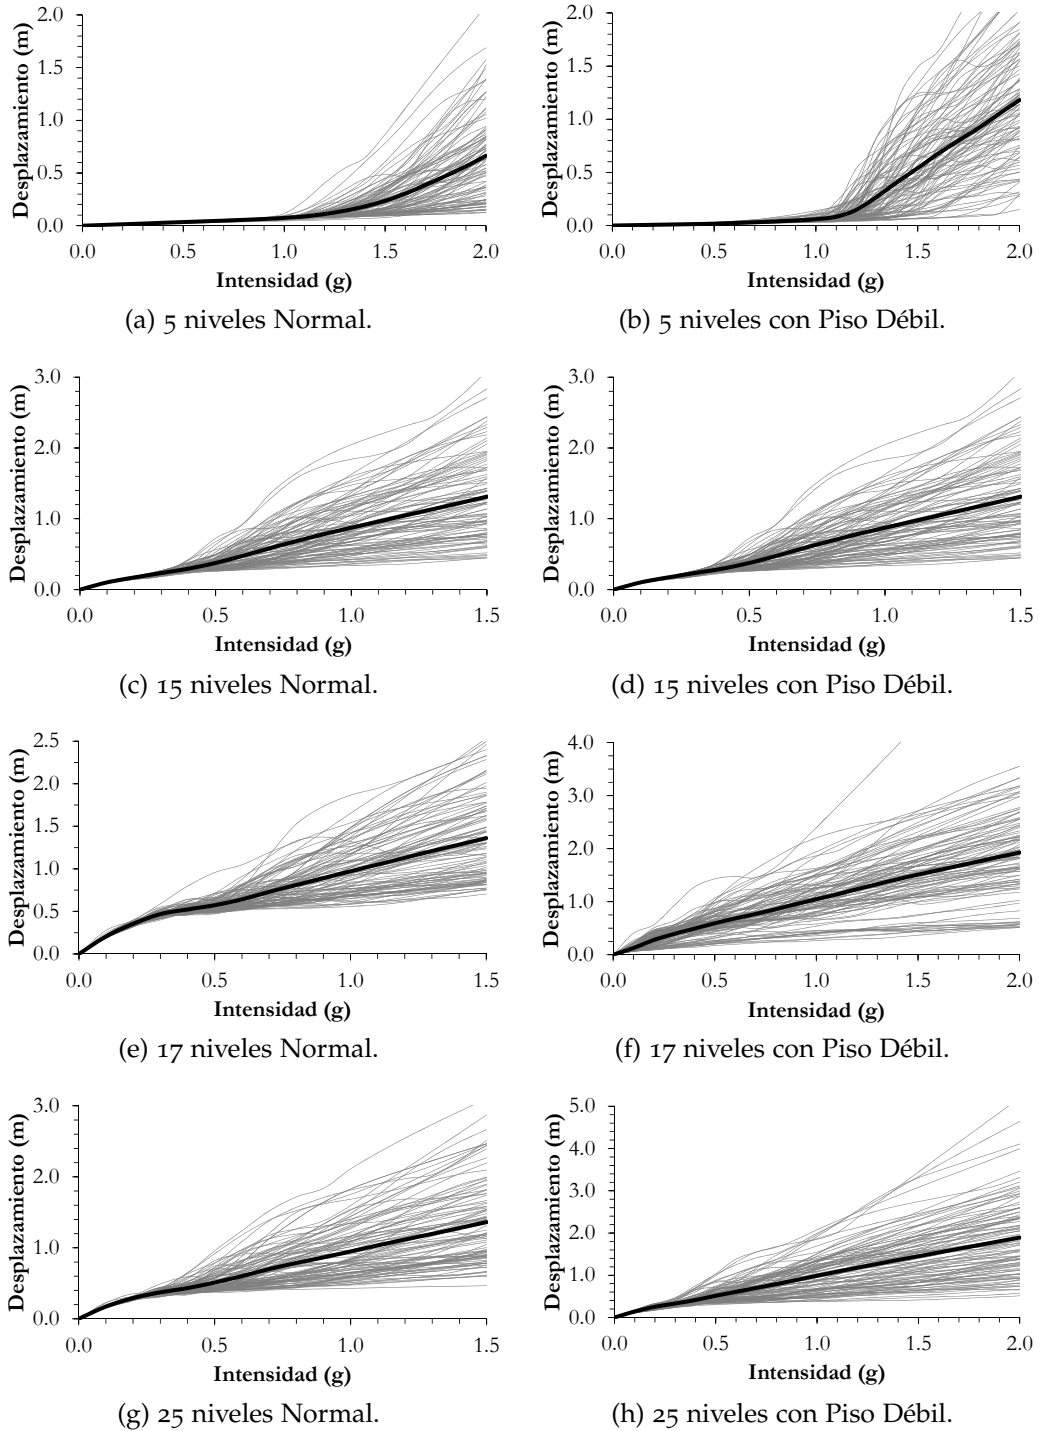 2.0
1.5
1.0
0.5
0.0
Desplazamiento (m)
0.0 0.5 1.0 1.5 2.0
Intensidad (g)
(a) 5 niveles Normal.
2.0
1.5
1.0
0.5
0.0
Desplazamiento (m)
0.0 0.5 1.0 1.5 2.0
Intensidad (g)
(b) 5 niveles con Piso Débil.
3.0
2.0
1.0
0.0
Desplazamiento (m)
0.0 0.5 1.0 1.5
Intensidad (g)
(c) 15 niveles Normal.
3.0
2.0
1.0
0.0
Desplazamiento (m)
0.0 0.5 1.0 1.5
Intensidad (g)
(d) 15 niveles con Piso Débil.
2.5
2.0
1.5
1.0
0.5
0.0
Desplazamiento (m)
0.0 0.5 1.0 1.5
Intensidad (g)
(e) 17 niveles Normal.
4.0
3.0
2.0
1.0
0.0
Desplazamiento (m)
0.0 0.5 1.0 1.5 2.0
Intensidad (g)
(f) 17 niveles con Piso Débil.
3.0
2.0
1.0
0.0
Desplazamiento (m)
0.0 0.5 1.0 1.5
Intensidad (g)
(g) 25 niveles Normal.
5.0
4.0
3.0
2.0
1.0
0.0
Desplazamiento (m)
0.0 0.5 1.0 1.5 2.0
Intensidad (g)
(h) 25 niveles con Piso Débil.